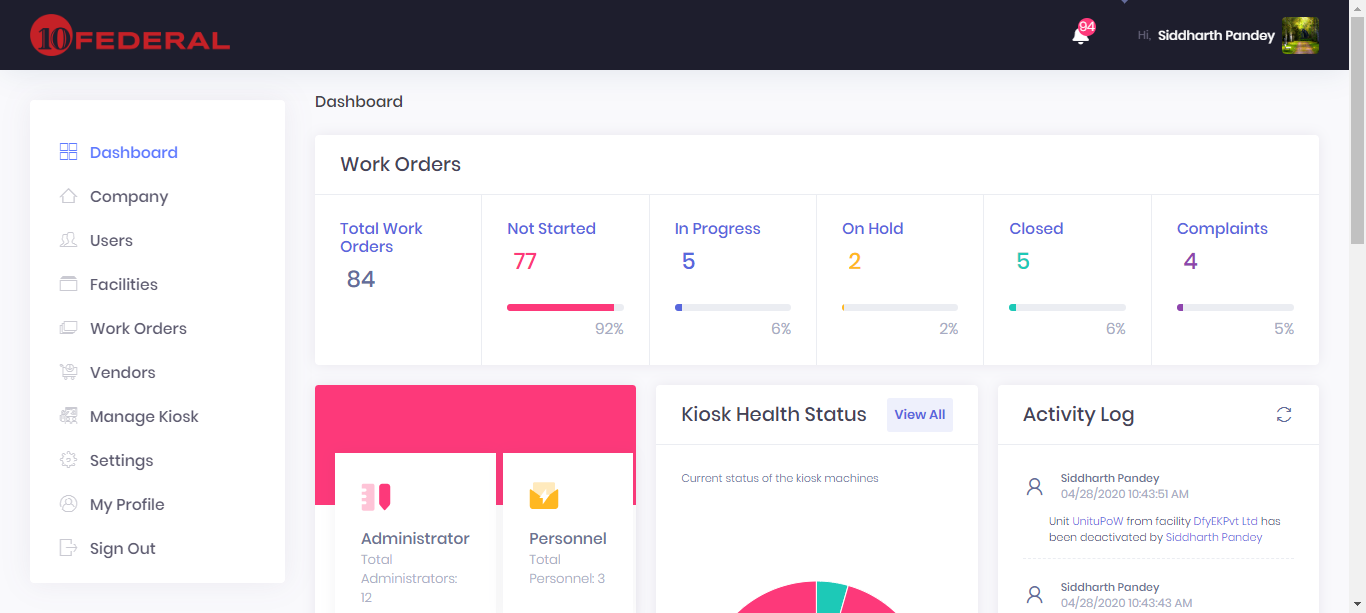 10 FEDERAL
94
Hi, Siddharth Pandey
Dashboard
Company
Users
Facilities
Work Orders
Vendors
Manage Kiosk
Settings
My Profile
Sign Out
Dashboard
Work Orders
Total Work
Orders
84
Not Started
77
92%
In Progress
5
6%
On Hold
2
2%
Closed
5
6%
Complaints
4
5%
Administrator
Total
Administrators:
12
Personnel
Total
Personnel: 3
Kiosk Health Status
View All
Current status of the kiosk machines
Activity Log
Siddharth Pandey
04/28/2020 10:43:51 AM
Unit UnituPoW from facility DfyEKPvt Ltd has
been deactivated by Siddharth Pandey
Siddharth Pandey
04/28/2020 10:43:43 AM